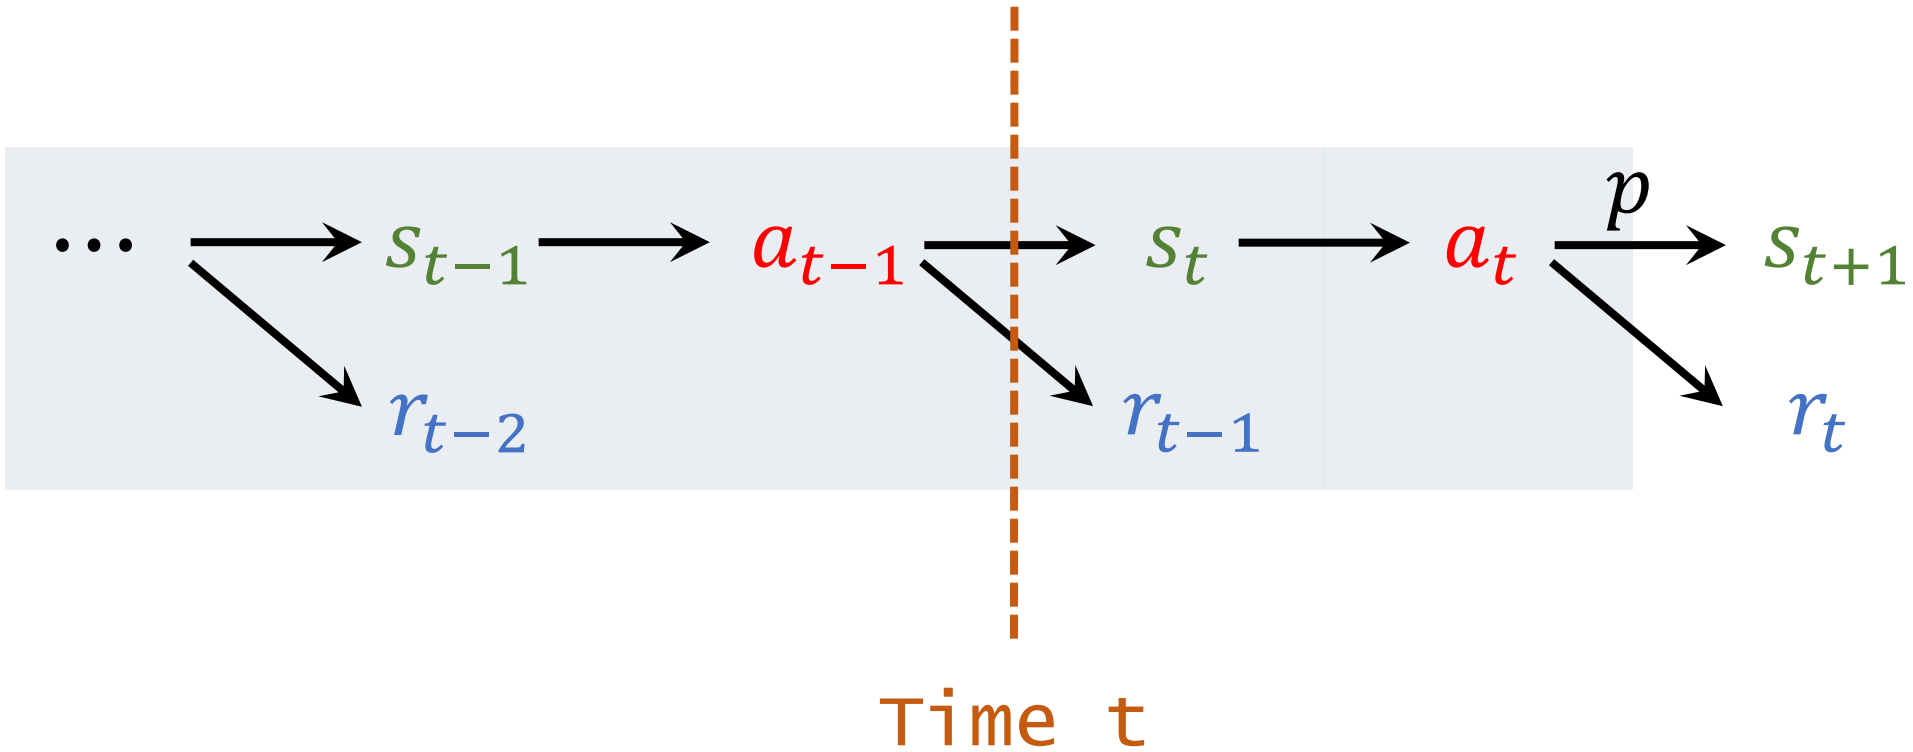 p
… s_{t−1} a_{t−1} s_t a_t s_{t+1}
r_{t−2} r_{t−1} r_t
Time t